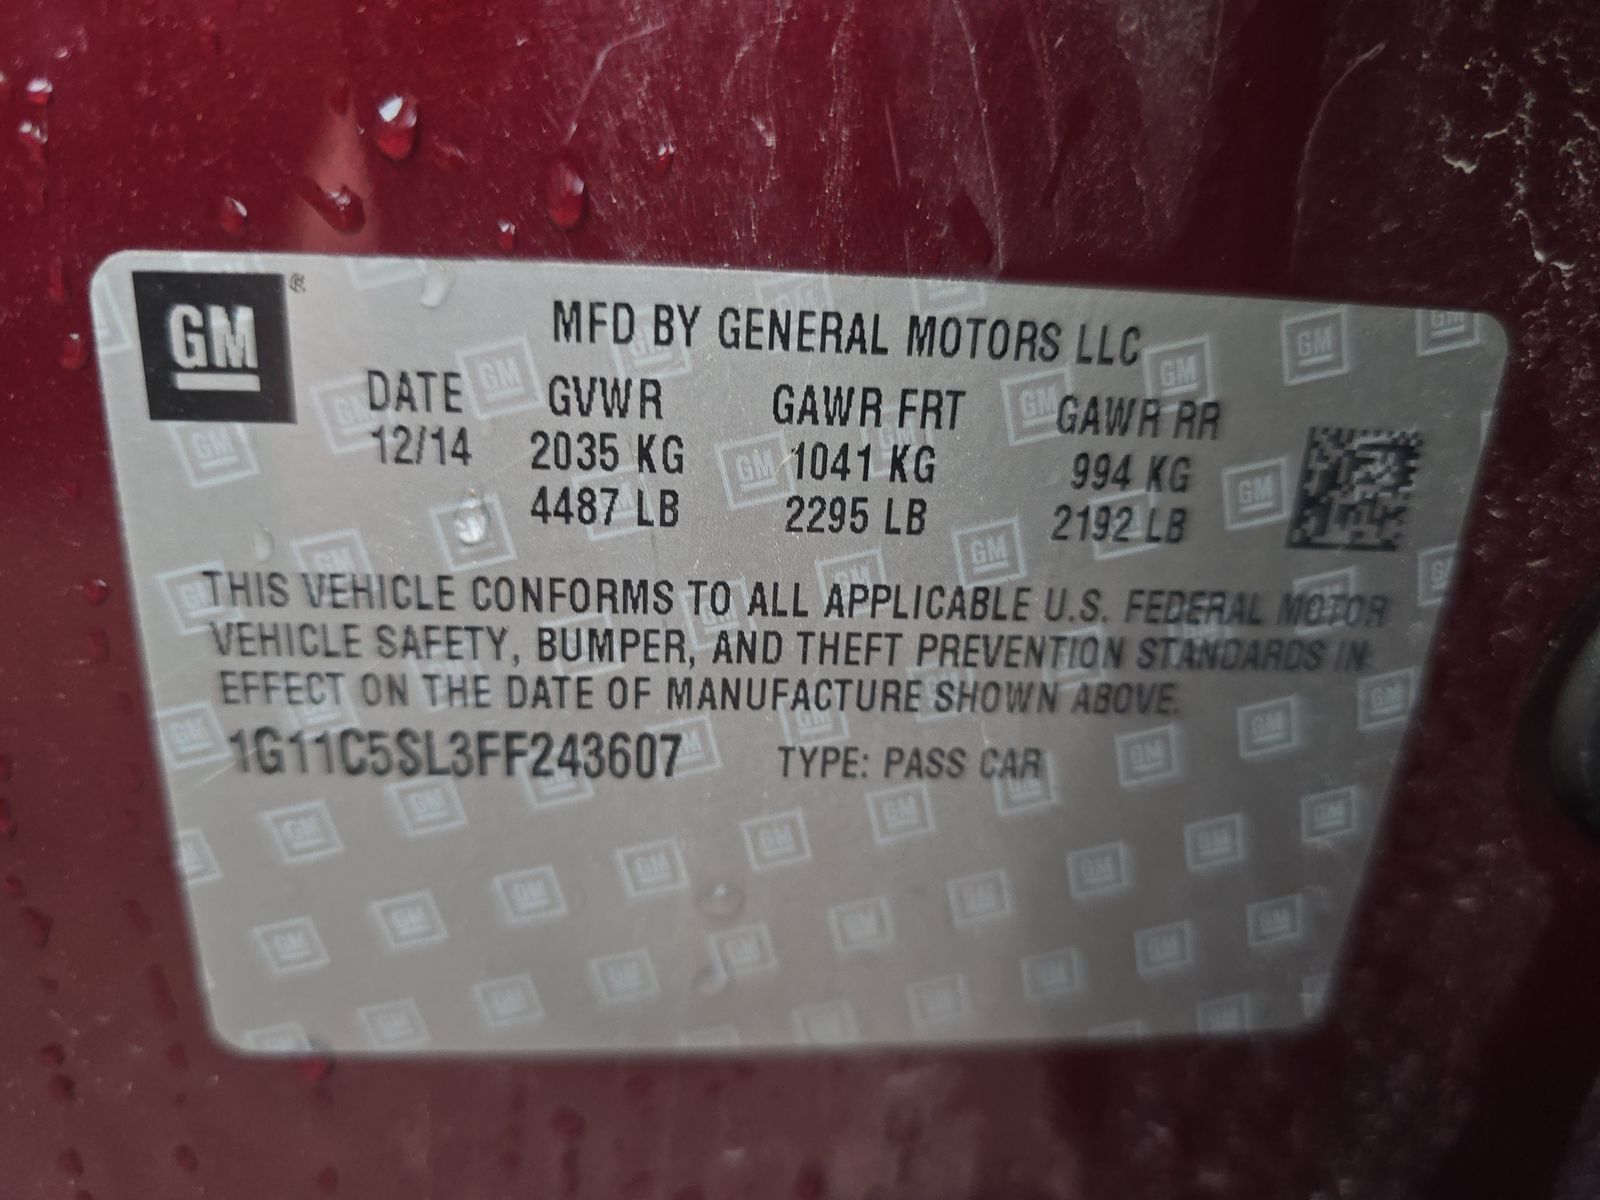 GM ®
MFD BY GENERAL MOTORS LLC
DATE GVWR GAWR FRT GAWR RR
12/14 2035 KG 1041 KG 994 KG
4487 LB 2295 LB 2192 LB
THIS VEHICLE CONFORMS TO ALL APPLICABLE U.S. FEDERAL MOTOR
VEHICLE SAFETY, BUMPER, AND THEFT PREVENTION STANDARDS IN
EFFECT ON THE DATE OF MANUFACTURE SHOWN ABOVE.
1G11C5SL3FF243607 TYPE: PASS CAR